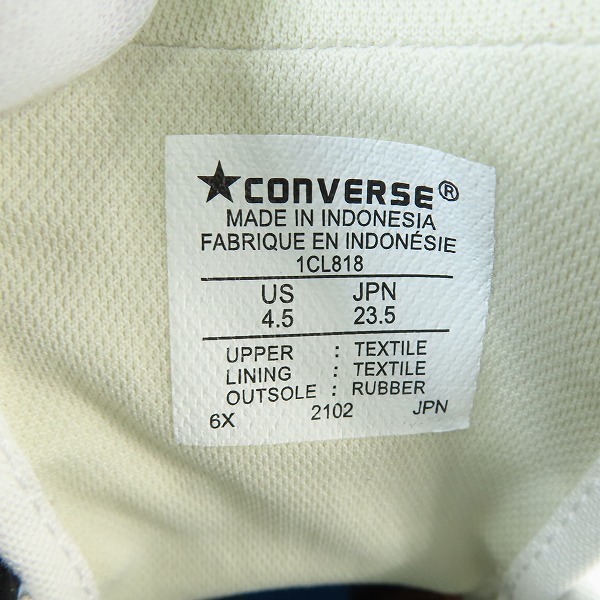 ★CONVERSE®
MADE IN INDONESIA
FABRIQUE EN INDONÉSIE
1CL818
US JPN
4.5 23.5
UPPER : TEXTILE
LINING : TEXTILE
OUTSOLE : RUBBER
6X 2102 JPN